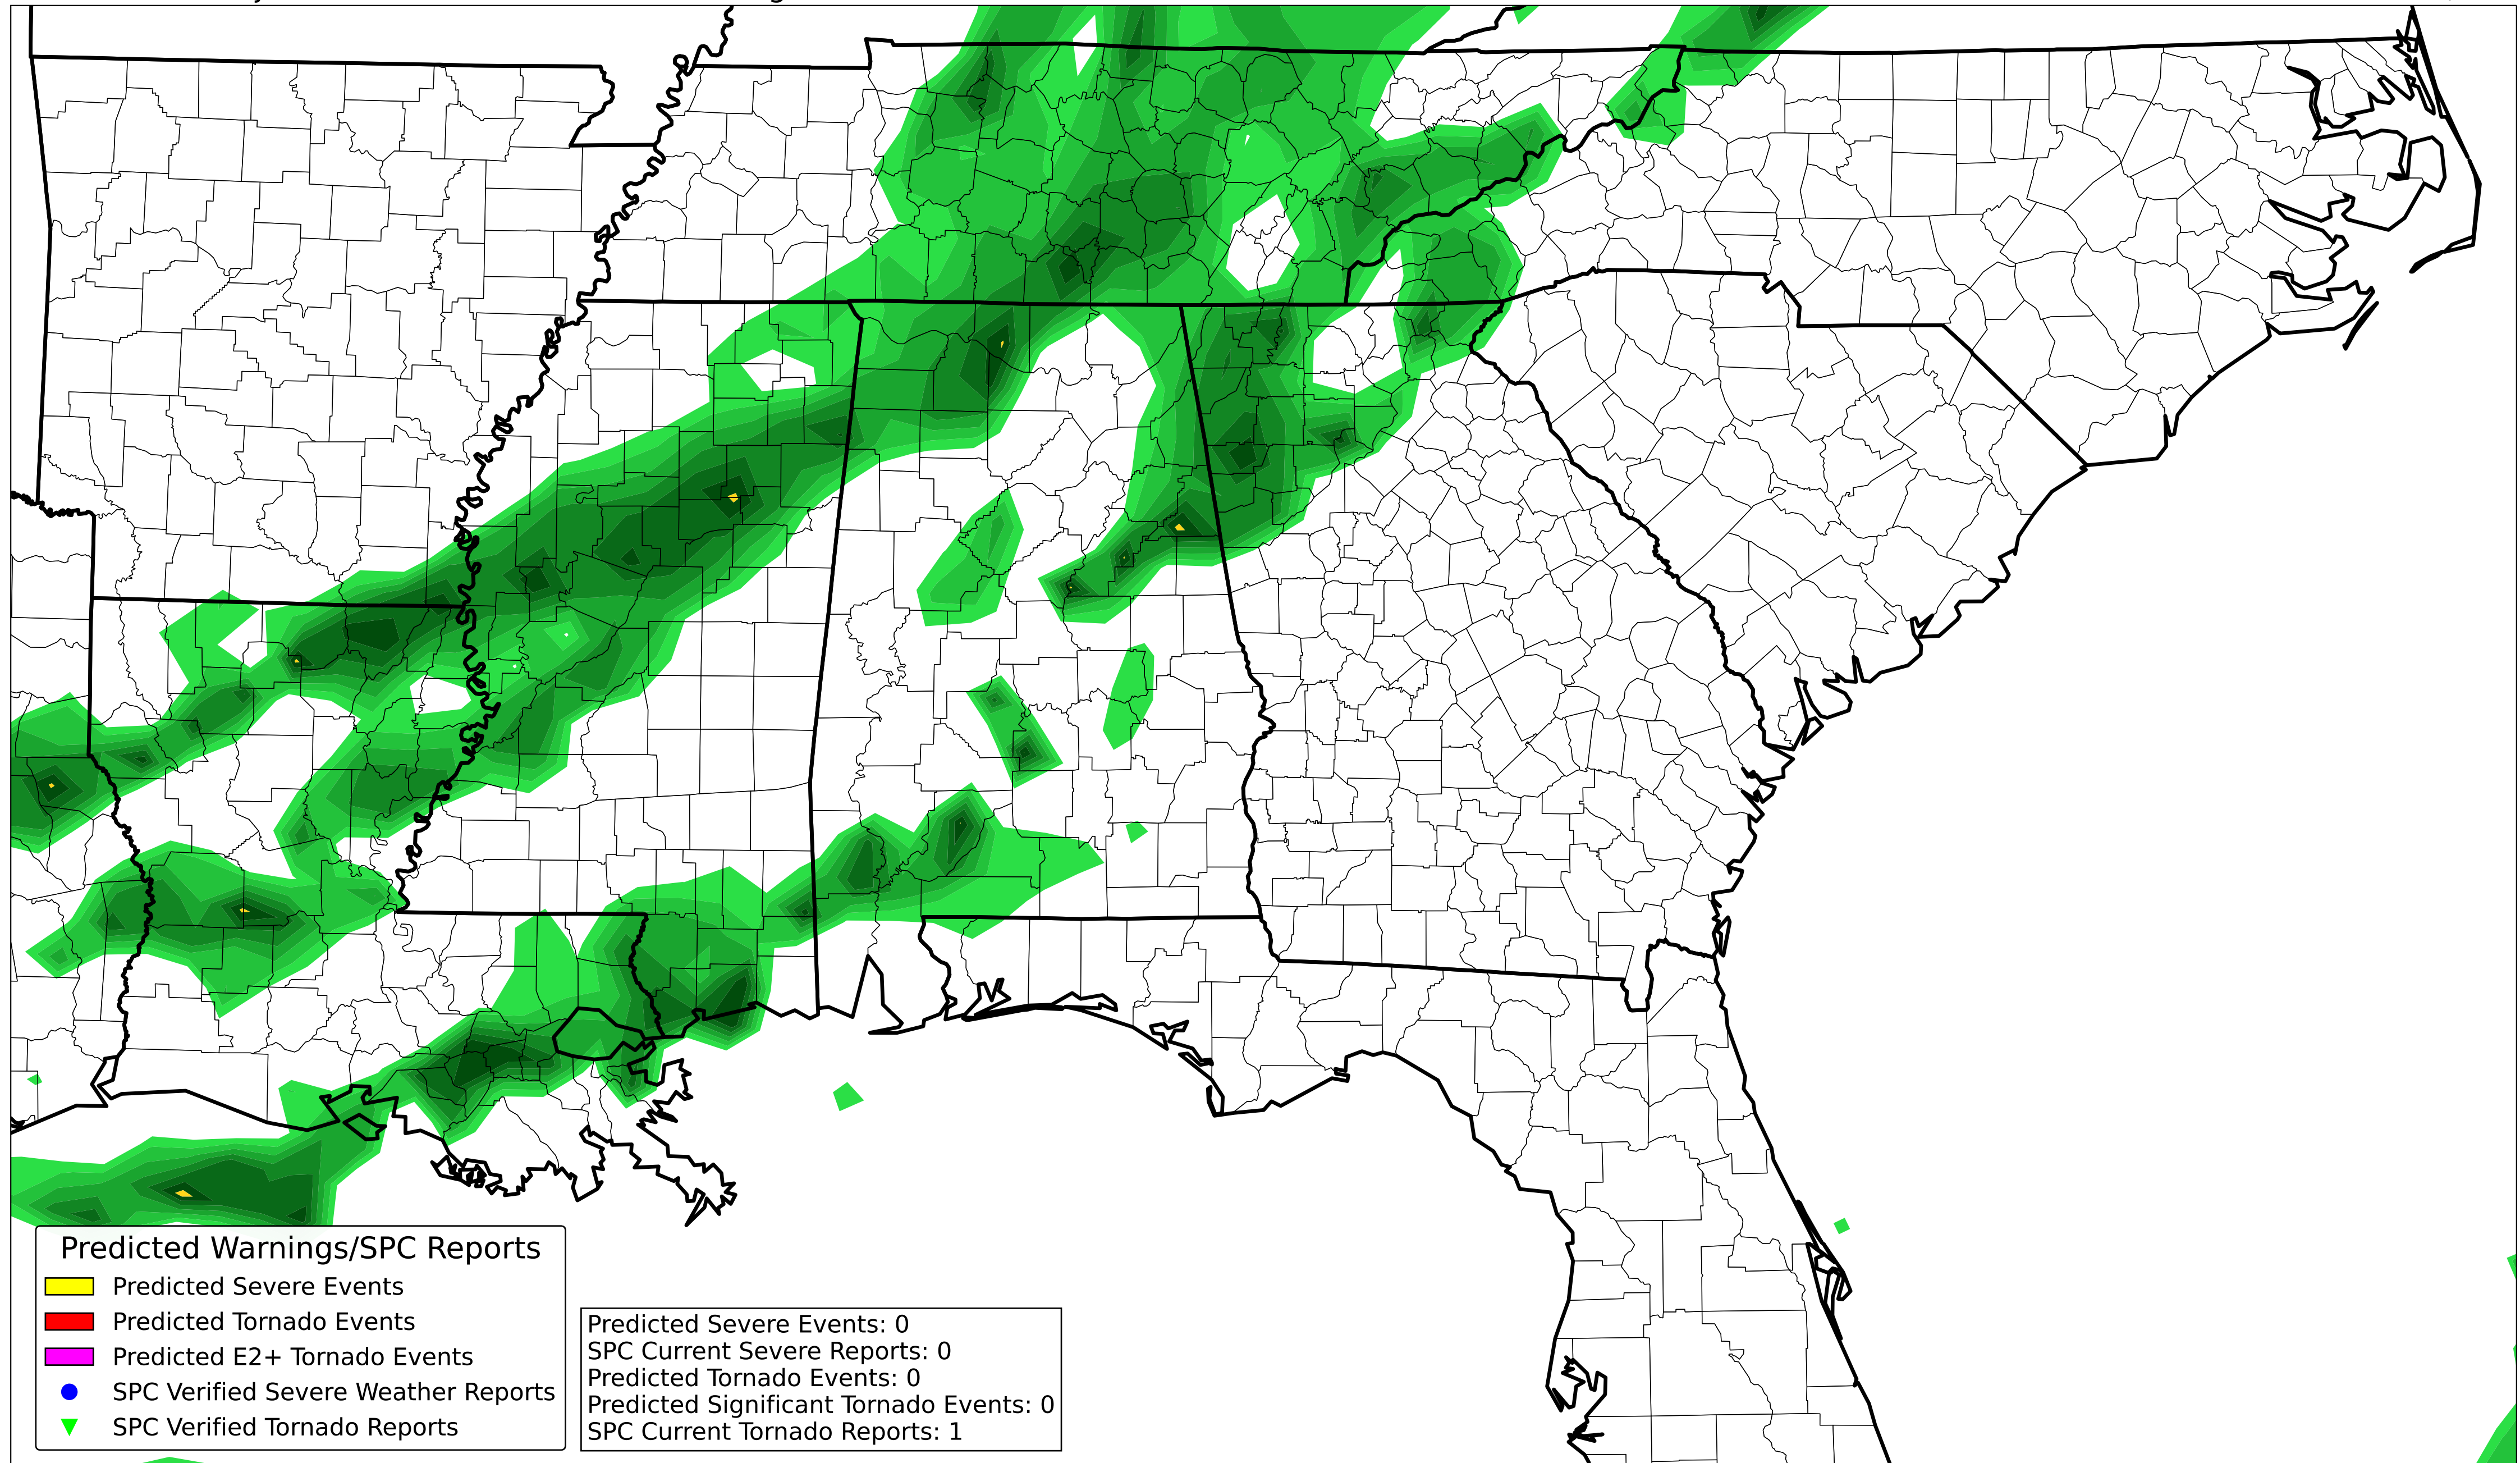 Predicted Warnings/SPC Reports
Predicted Severe Events
Predicted Tornado Events
Predicted E2+ Tornado Events
SPC Verified Severe Weather Reports
SPC Verified Tornado Reports
Predicted Severe Events: 0
SPC Current Severe Reports: 0
Predicted Tornado Events: 0
Predicted Significant Tornado Events: 0
SPC Current Tornado Reports: 1